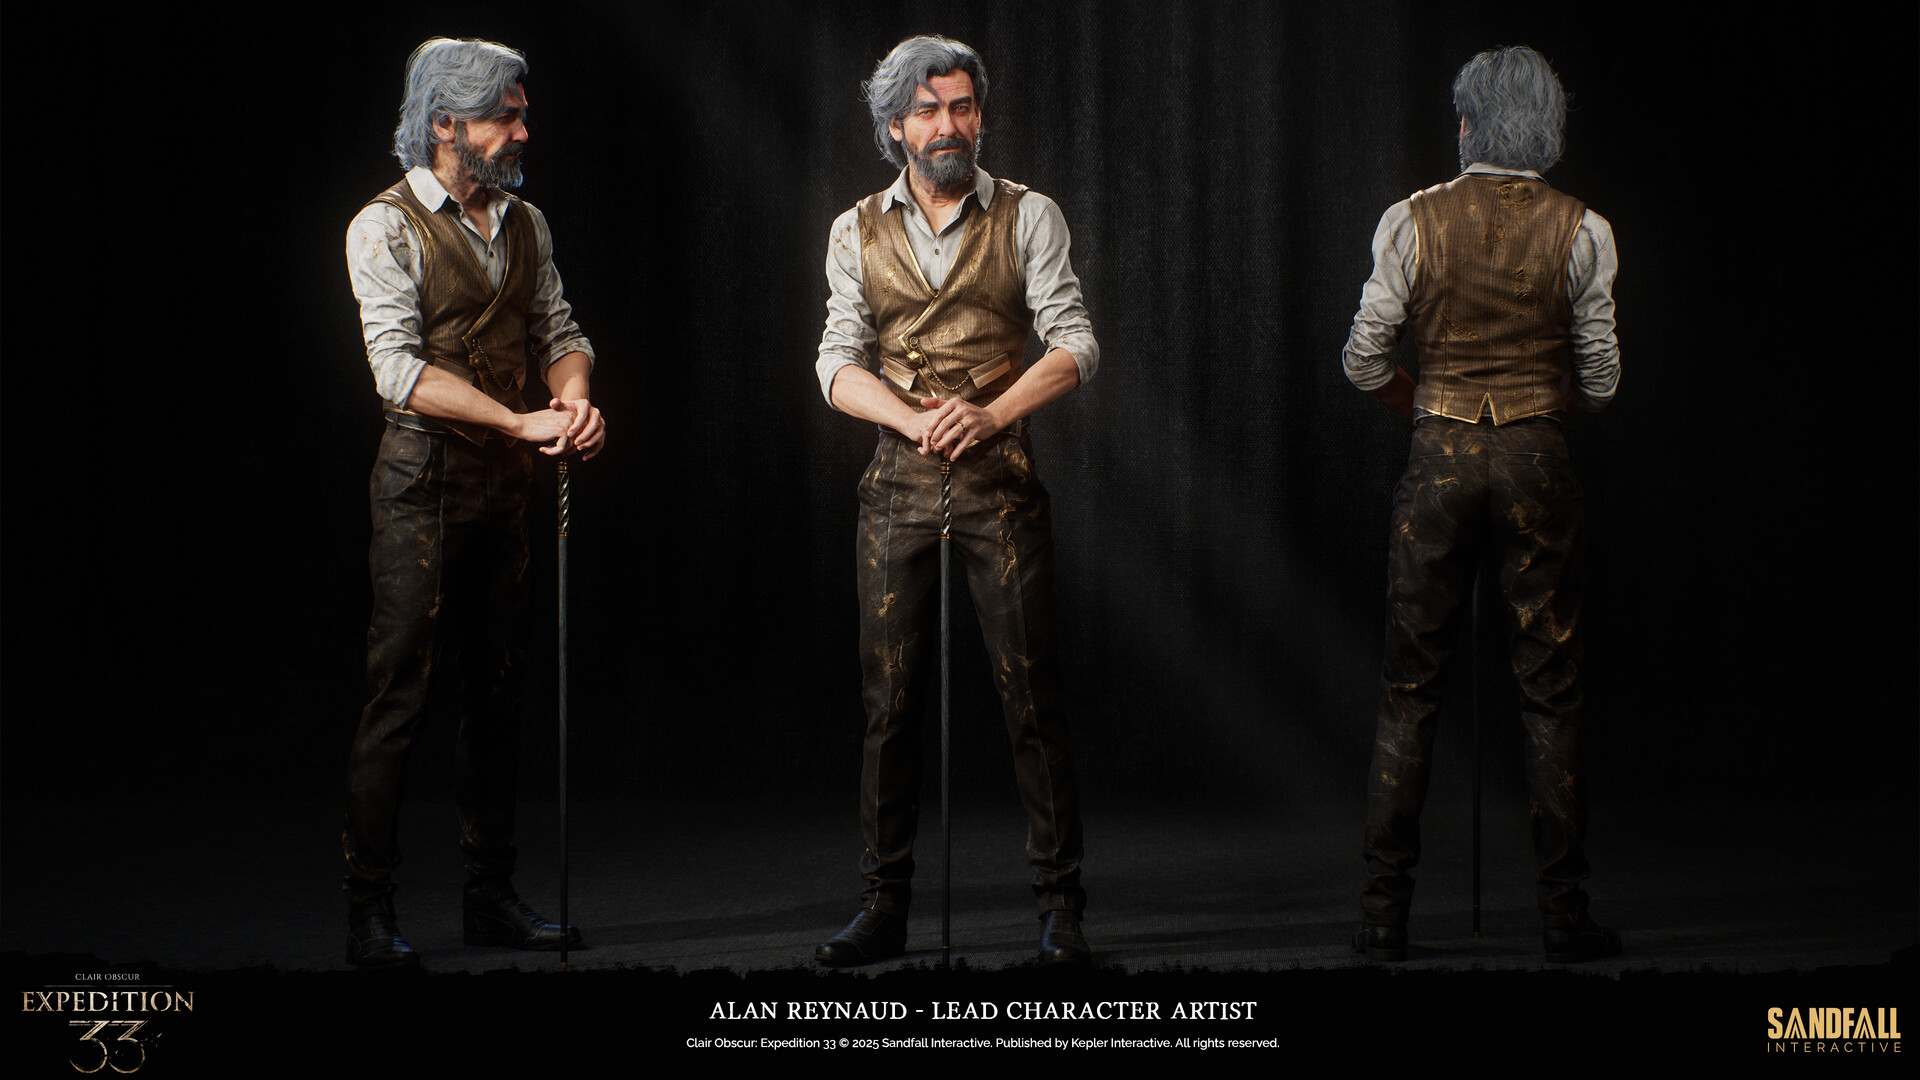 CLAIR OBSCUR
EXPEDITION
33
ALAN REYNAUD - LEAD CHARACTER ARTIST
Clair Obscur: Expedition 33 © 2025 Sandfall Interactive. Published by Kepler Interactive. All rights reserved.
SANDFALL
INTERACTIVE